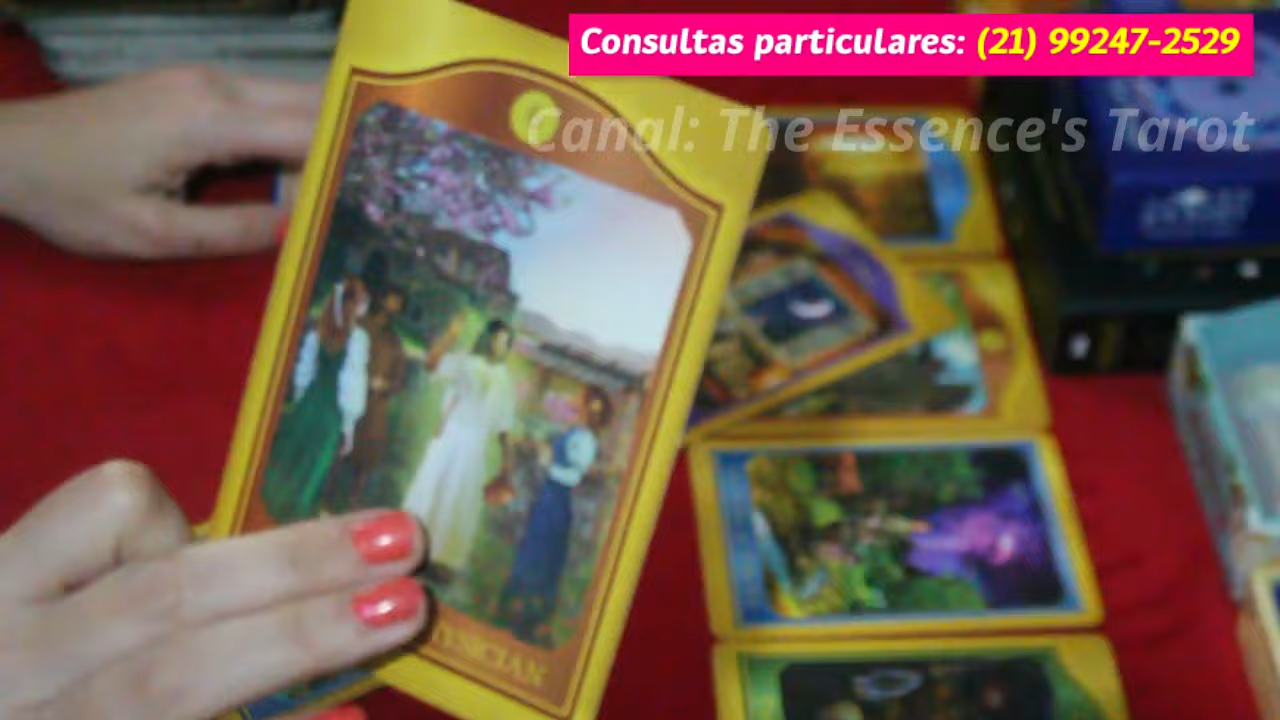 Consultas particulares: (21) 99247-2529
Canal: The Essence's Tarot